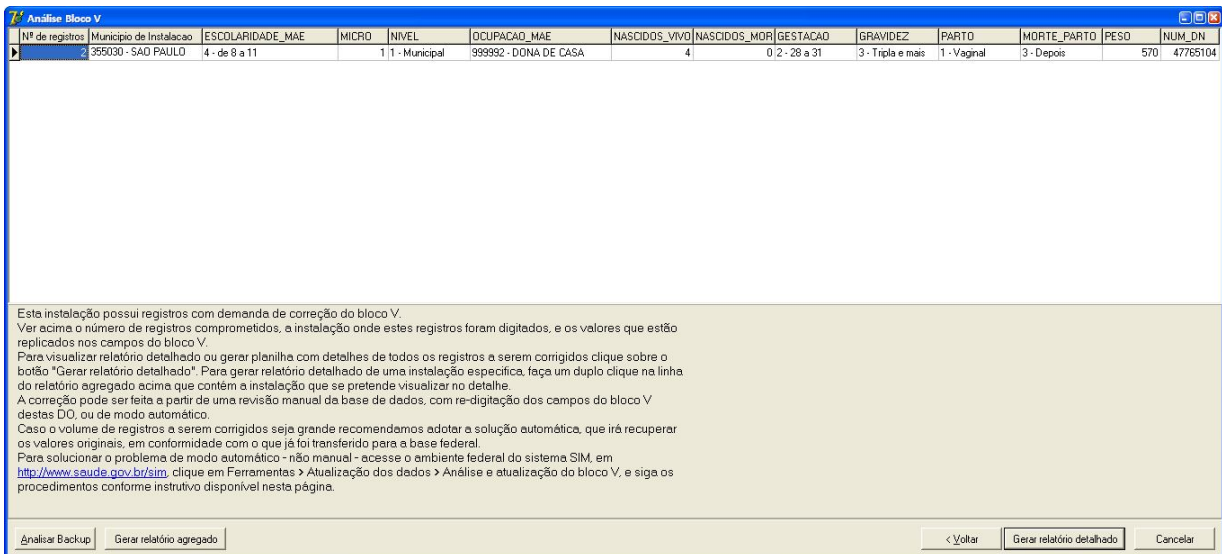 Análise Bloco V
Nº de registros Municipio de Instalacao ESCOLARIDADE_MAE MICRO NIVEL OCUPACAO_MAE NASCIDOS_VIVO NASCIDOS_MOR GESTACAO GRAVIDEZ PARTO MORTE_PARTO PESO NUM_DN
2 355030 - SAO PAULO 4 - de 8 a 11 1 1 - Municipal 999992 - DONA DE CASA 4 0 2 - 28 a 31 3 - Tripla e mais 1 - Vaginal 3 - Depois 570 47765104
Esta instalação possui registros com demanda de correção do bloco V.
Ver acima o número de registros comprometidos, a instalação onde estes registros foram digitados, e os valores que estão
replicados nos campos do bloco V.
Para visualizar relatório detalhado ou gerar planilha com detalhes de todos os registros a serem corrigidos clique sobre o
botão "Gerar relatório detalhado". Para gerar relatório detalhado de uma instalação especifica, faça um duplo clique na linha
do relatório agregado acima que contém a instalação que se pretende visualizar no detalhe.
A correção pode ser feita a partir de uma revisão manual da base de dados, com re-digitação dos campos do bloco V
destas DO, ou de modo automático.
Caso o volume de registros a serem corrigidos seja grande recomendamos adotar a solução automática, que irá recuperar
os valores originais, em conformidade com o que já foi transferido para a base federal.
Para solucionar o problema de modo automático - não manual - acesse o ambiente federal do sistema SIM, em
http://www.saude.gov.br/sim, clique em Ferramentas > Atualização dos dados > Análise e atualização do bloco V, e siga os
procedimentos conforme instrutivo disponível nesta página.
Analisar Backup Gerar relatório agregado < Voltar Gerar relatório detalhado Cancelar